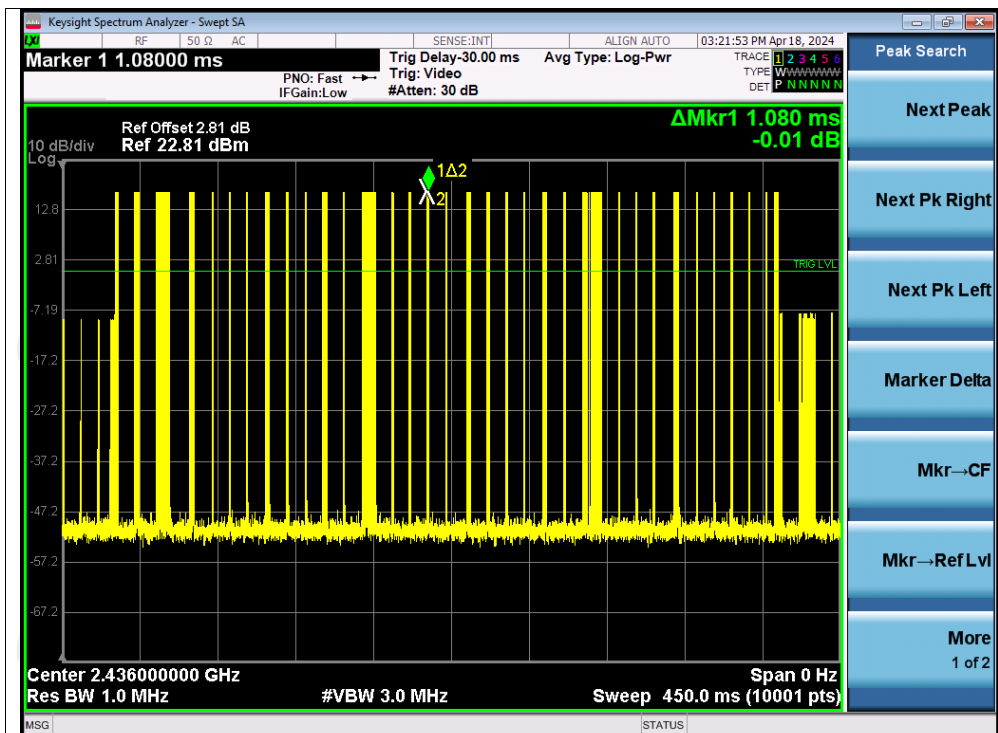 Keysight Spectrum Analyzer - Swept SA
LXI RF 50 Ω AC SENSE:INT ALIGN AUTO 03:21:53 PM Apr 18, 2024
Marker 1 1.08000 ms
PNO: Fast
IFGain:Low
Trig Delay-30.00 ms
Trig: Video
#Atten: 30 dB
Avg Type: Log-Pwr
TRACE 1 2 3 4 5 6
TYPE WWWWWW
DET P N N N N N
Peak Search
Next Peak
Next Pk Right
Next Pk Left
Marker Delta
Mkr→CF
Mkr→Ref Lvl
More
1 of 2
ΔMkr1 1.080 ms
-0.01 dB
Ref Offset 2.81 dB
10 dB/div Ref 22.81 dBm
Log
1Δ2
2
12.8
2.81
TRIG LVL
-7.19
-17.2
-27.2
-37.2
-47.2
-57.2
-67.2
Center 2.436000000 GHz Span 0 Hz
Res BW 1.0 MHz #VBW 3.0 MHz Sweep 450.0 ms (10001 pts)
MSG STATUS